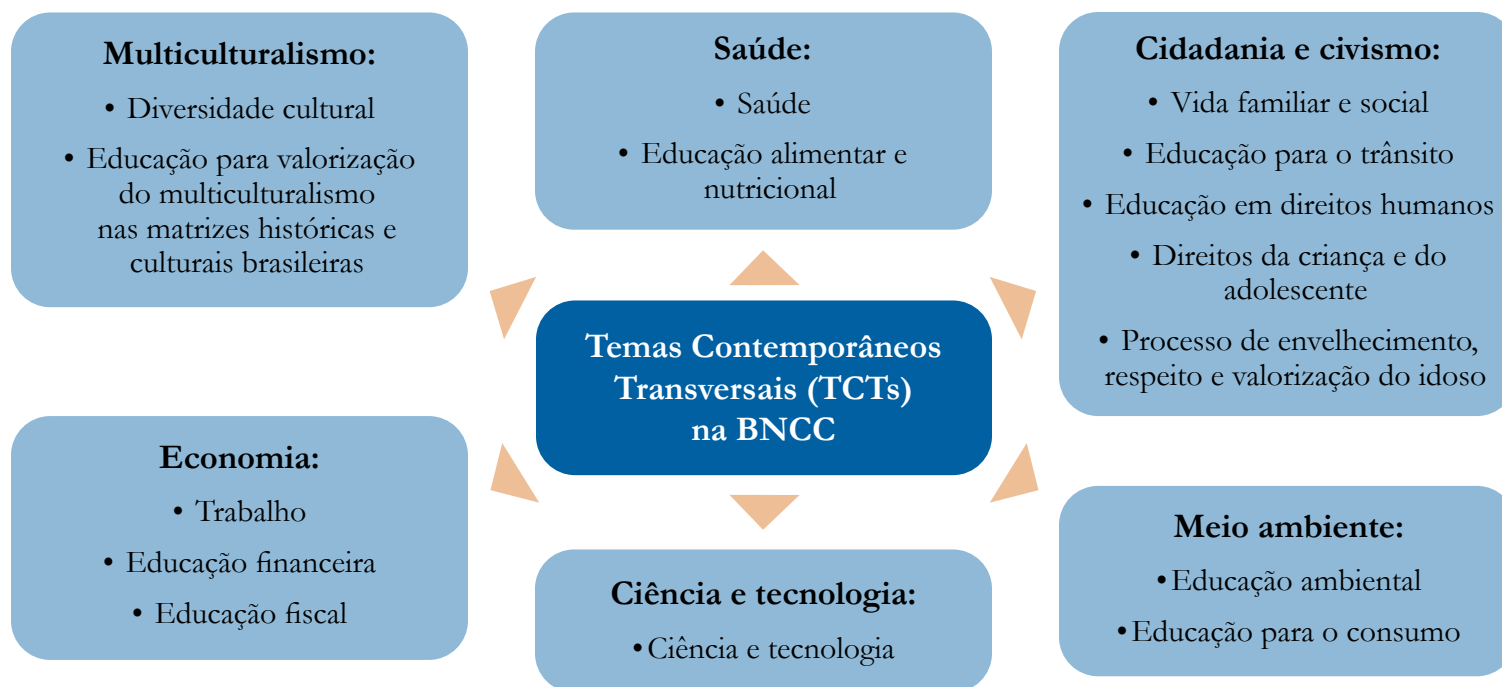 Multiculturalismo:
• Diversidade cultural
• Educação para valorização
do multiculturalismo
nas matrizes históricas e
culturais brasileiras
Saúde:
• Saúde
• Educação alimentar e
nutricional
Cidadania e civismo:
• Vida familiar e social
• Educação para o trânsito
• Educação em direitos humanos
• Direitos da criança e do
adolescente
• Processo de envelhecimento,
respeito e valorização do idoso
Temas Contemporâneos
Transversais (TCTs)
na BNCC
Economia:
• Trabalho
• Educação financeira
• Educação fiscal
Ciência e tecnologia:
• Ciência e tecnologia
Meio ambiente:
• Educação ambiental
• Educação para o consumo